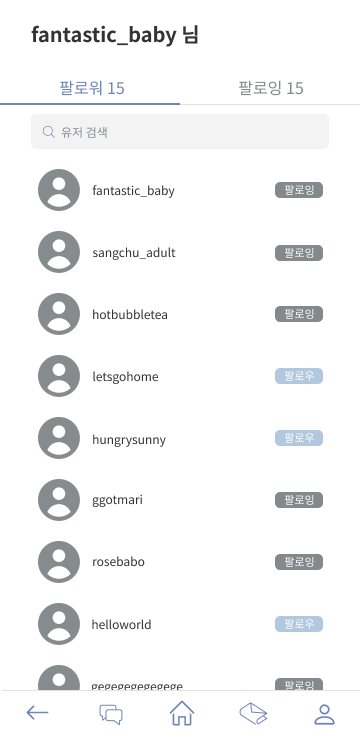 fantastic_baby 님
팔로워 15 팔로잉 15
유저 검색
fantastic_baby 팔로잉
sangchu_adult 팔로잉
hotbubbletea 팔로잉
letsgohome 팔로우
hungrysunny 팔로우
ggotmari 팔로잉
rosebabo 팔로잉
helloworld 팔로우
gegegegegegege 팔로잉